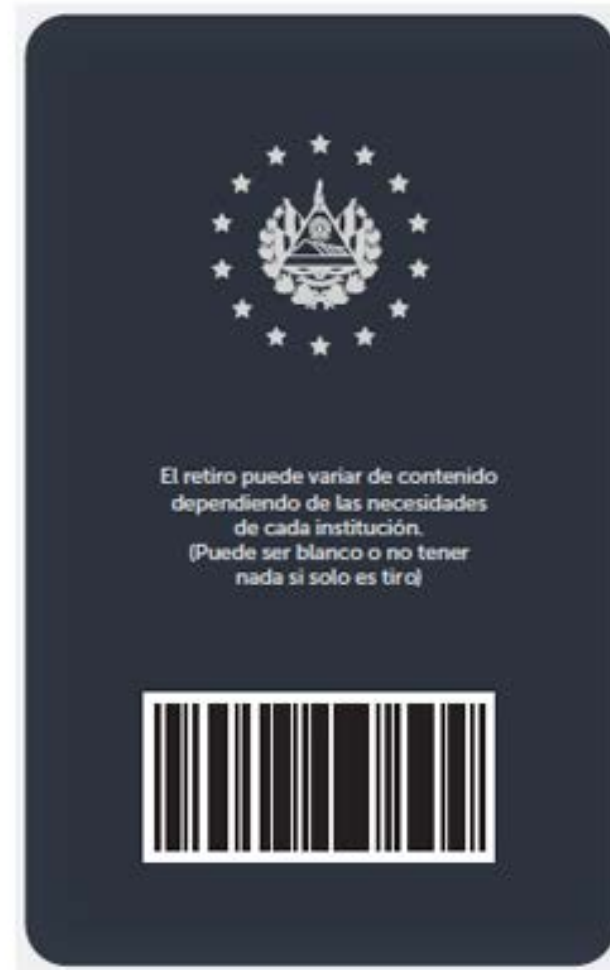 El retiro puede variar de contenido
dependiendo de las necesidades
de cada institución.
(Puede ser blanco o no tener
nada si solo es tiro)